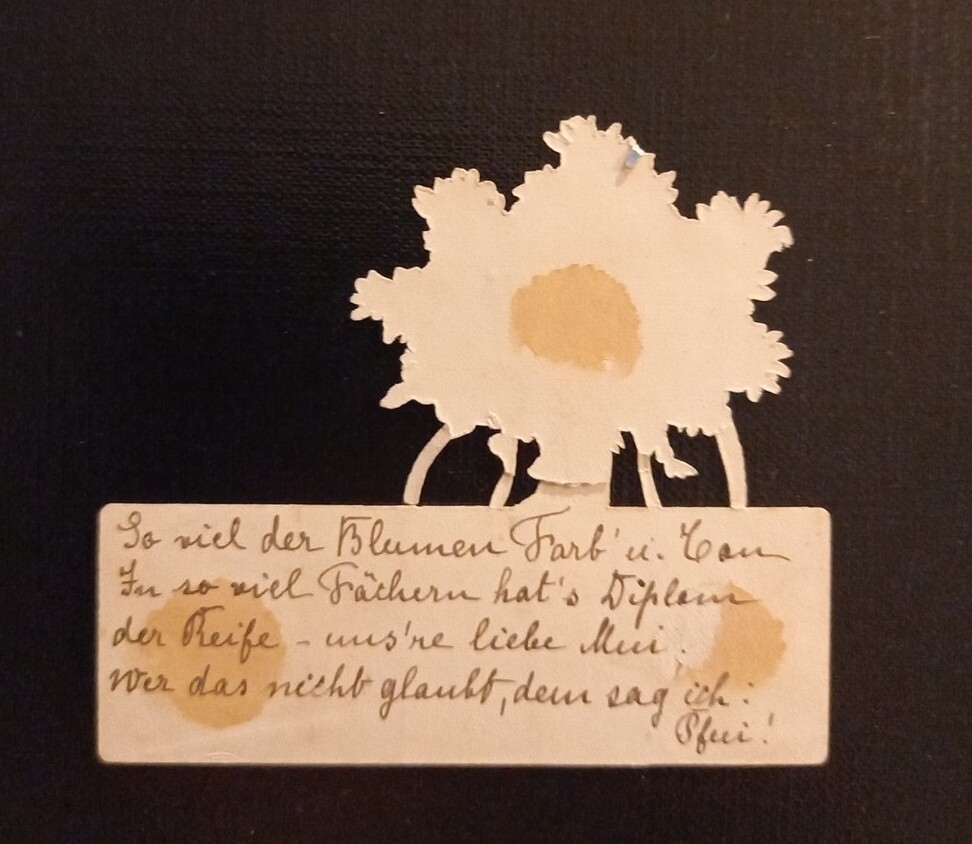 So viel der Blumen Farb' u. Ton
In so viel Fächern hat's Diplom
der Reife - uns're liebe Mui.
Wer das nicht glaubt, dem sag ich:
Pfui!